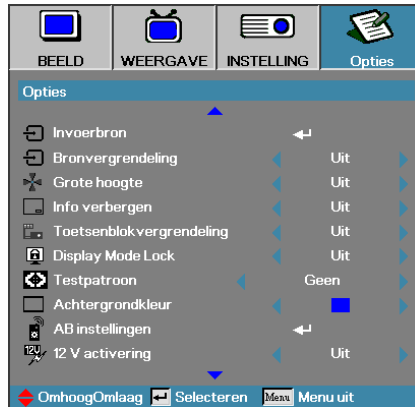 BEELD WEERGAVE INSTELLING Opties
Opties
Invoerbron
Bronvergrendeling Uit
Grote hoogte Uit
Info verbergen Uit
Toetsenblokvergrendeling Uit
Display Mode Lock Uit
Testpatroon Geen
Achtergrondkleur
AB instellingen
12V 12 V activering Uit
OmhoogOmlaag Selecteren Menu Menu uit